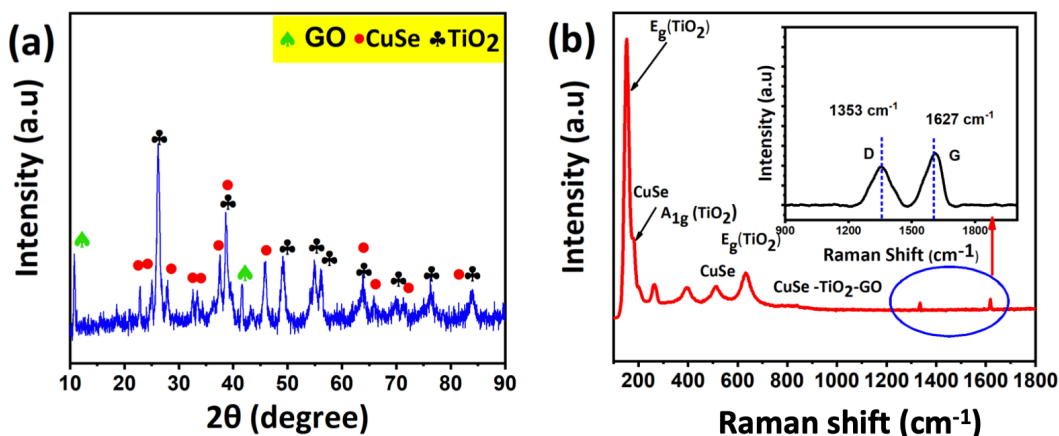 (a)
♠ GO ● CuSe ♣ TiO₂
Intensity (a.u)
10 20 30 40 50 60 70 80 90
2θ (degree)
(b)
E_g(TiO₂)
CuSe
A₁g (TiO₂)
E_g(TiO₂)
CuSe
CuSe -TiO₂-GO
Intensity (a.u)
200 400 600 800 1000 1200 1400 1600 1800
Raman shift (cm⁻¹)
1353 cm⁻¹
1627 cm⁻¹
D
G
Intensity (a.u)
900 1200 1500 1800
Raman Shift (cm⁻¹)